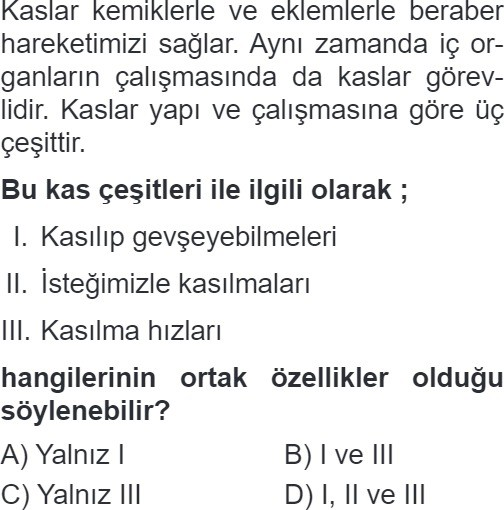 Kaslar kemiklerle ve eklemlerle beraber
hareketimizi sağlar. Aynı zamanda iç or-
ganların çalışmasında da kaslar görev-
lidir. Kaslar yapı ve çalışmasına göre üç
çeşittir.
Bu kas çeşitleri ile ilgili olarak ;
I. Kasılıp gevşeyebilmeleri
II. İsteğimizle kasılmaları
III. Kasılma hızları
hangilerinin ortak özellikler olduğu
söylenebilir?
A) Yalnız I B) I ve III
C) Yalnız III D) I, II ve III